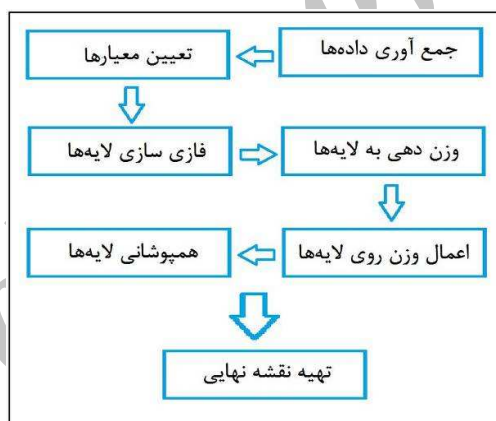 جمع آوری داده‌ها
تعیین معیارها
فازی سازی لایه‌ها
وزن دهی به لایه‌ها
اعمال وزن روی لایه‌ها
همپوشانی لایه‌ها
تهیه نقشه نهایی